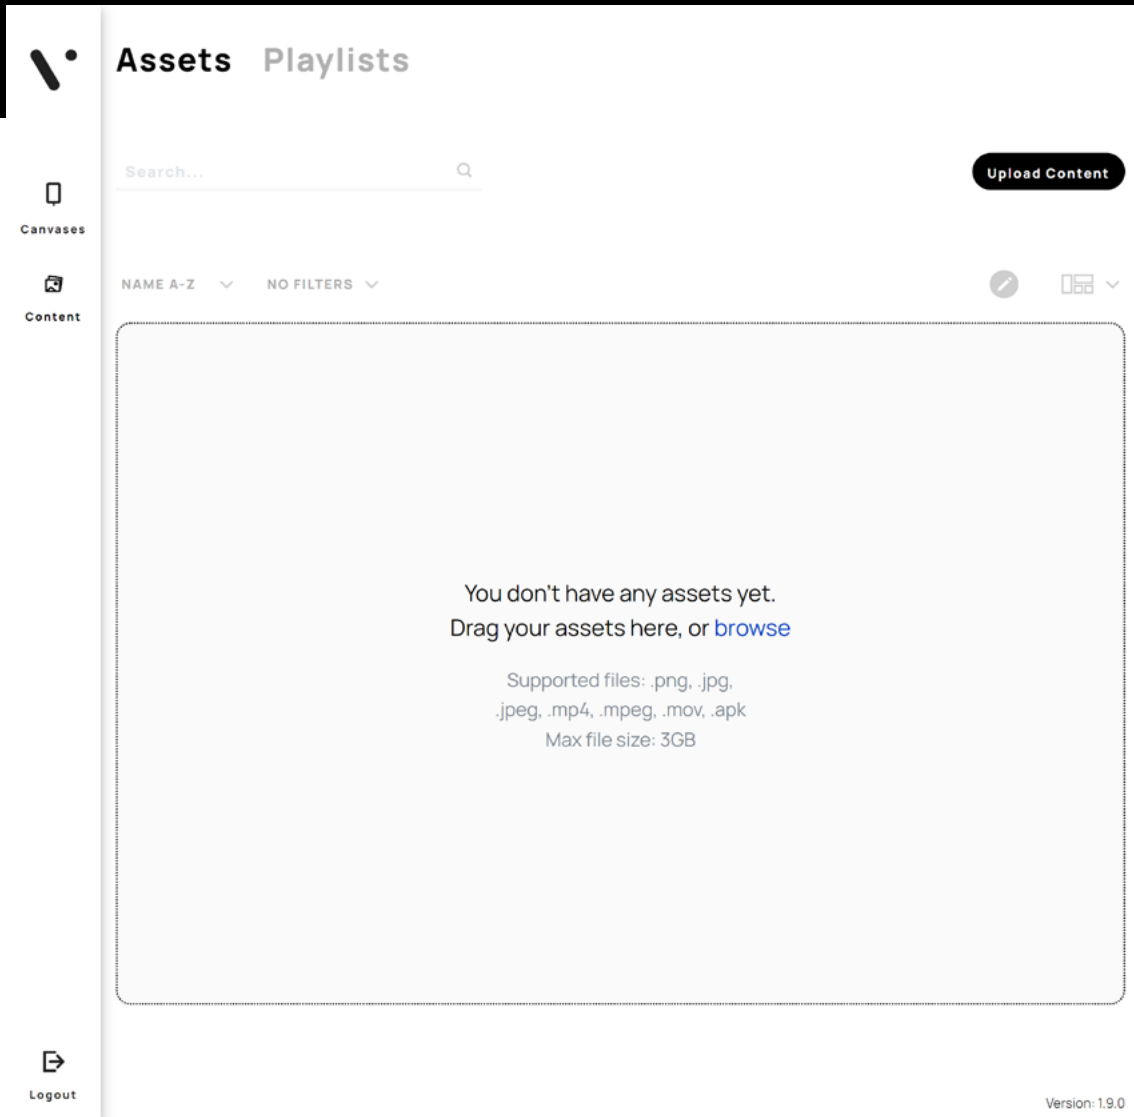 Assets Playlists
Search...
Upload Content
Canvases
NAME A-Z NO FILTERS
Content
You don't have any assets yet.
Drag your assets here, or browse
Supported files: .png, .jpg,
.jpeg, .mp4, .mpeg, .mov, .apk
Max file size: 3GB
Logout
Version: 1.9.0